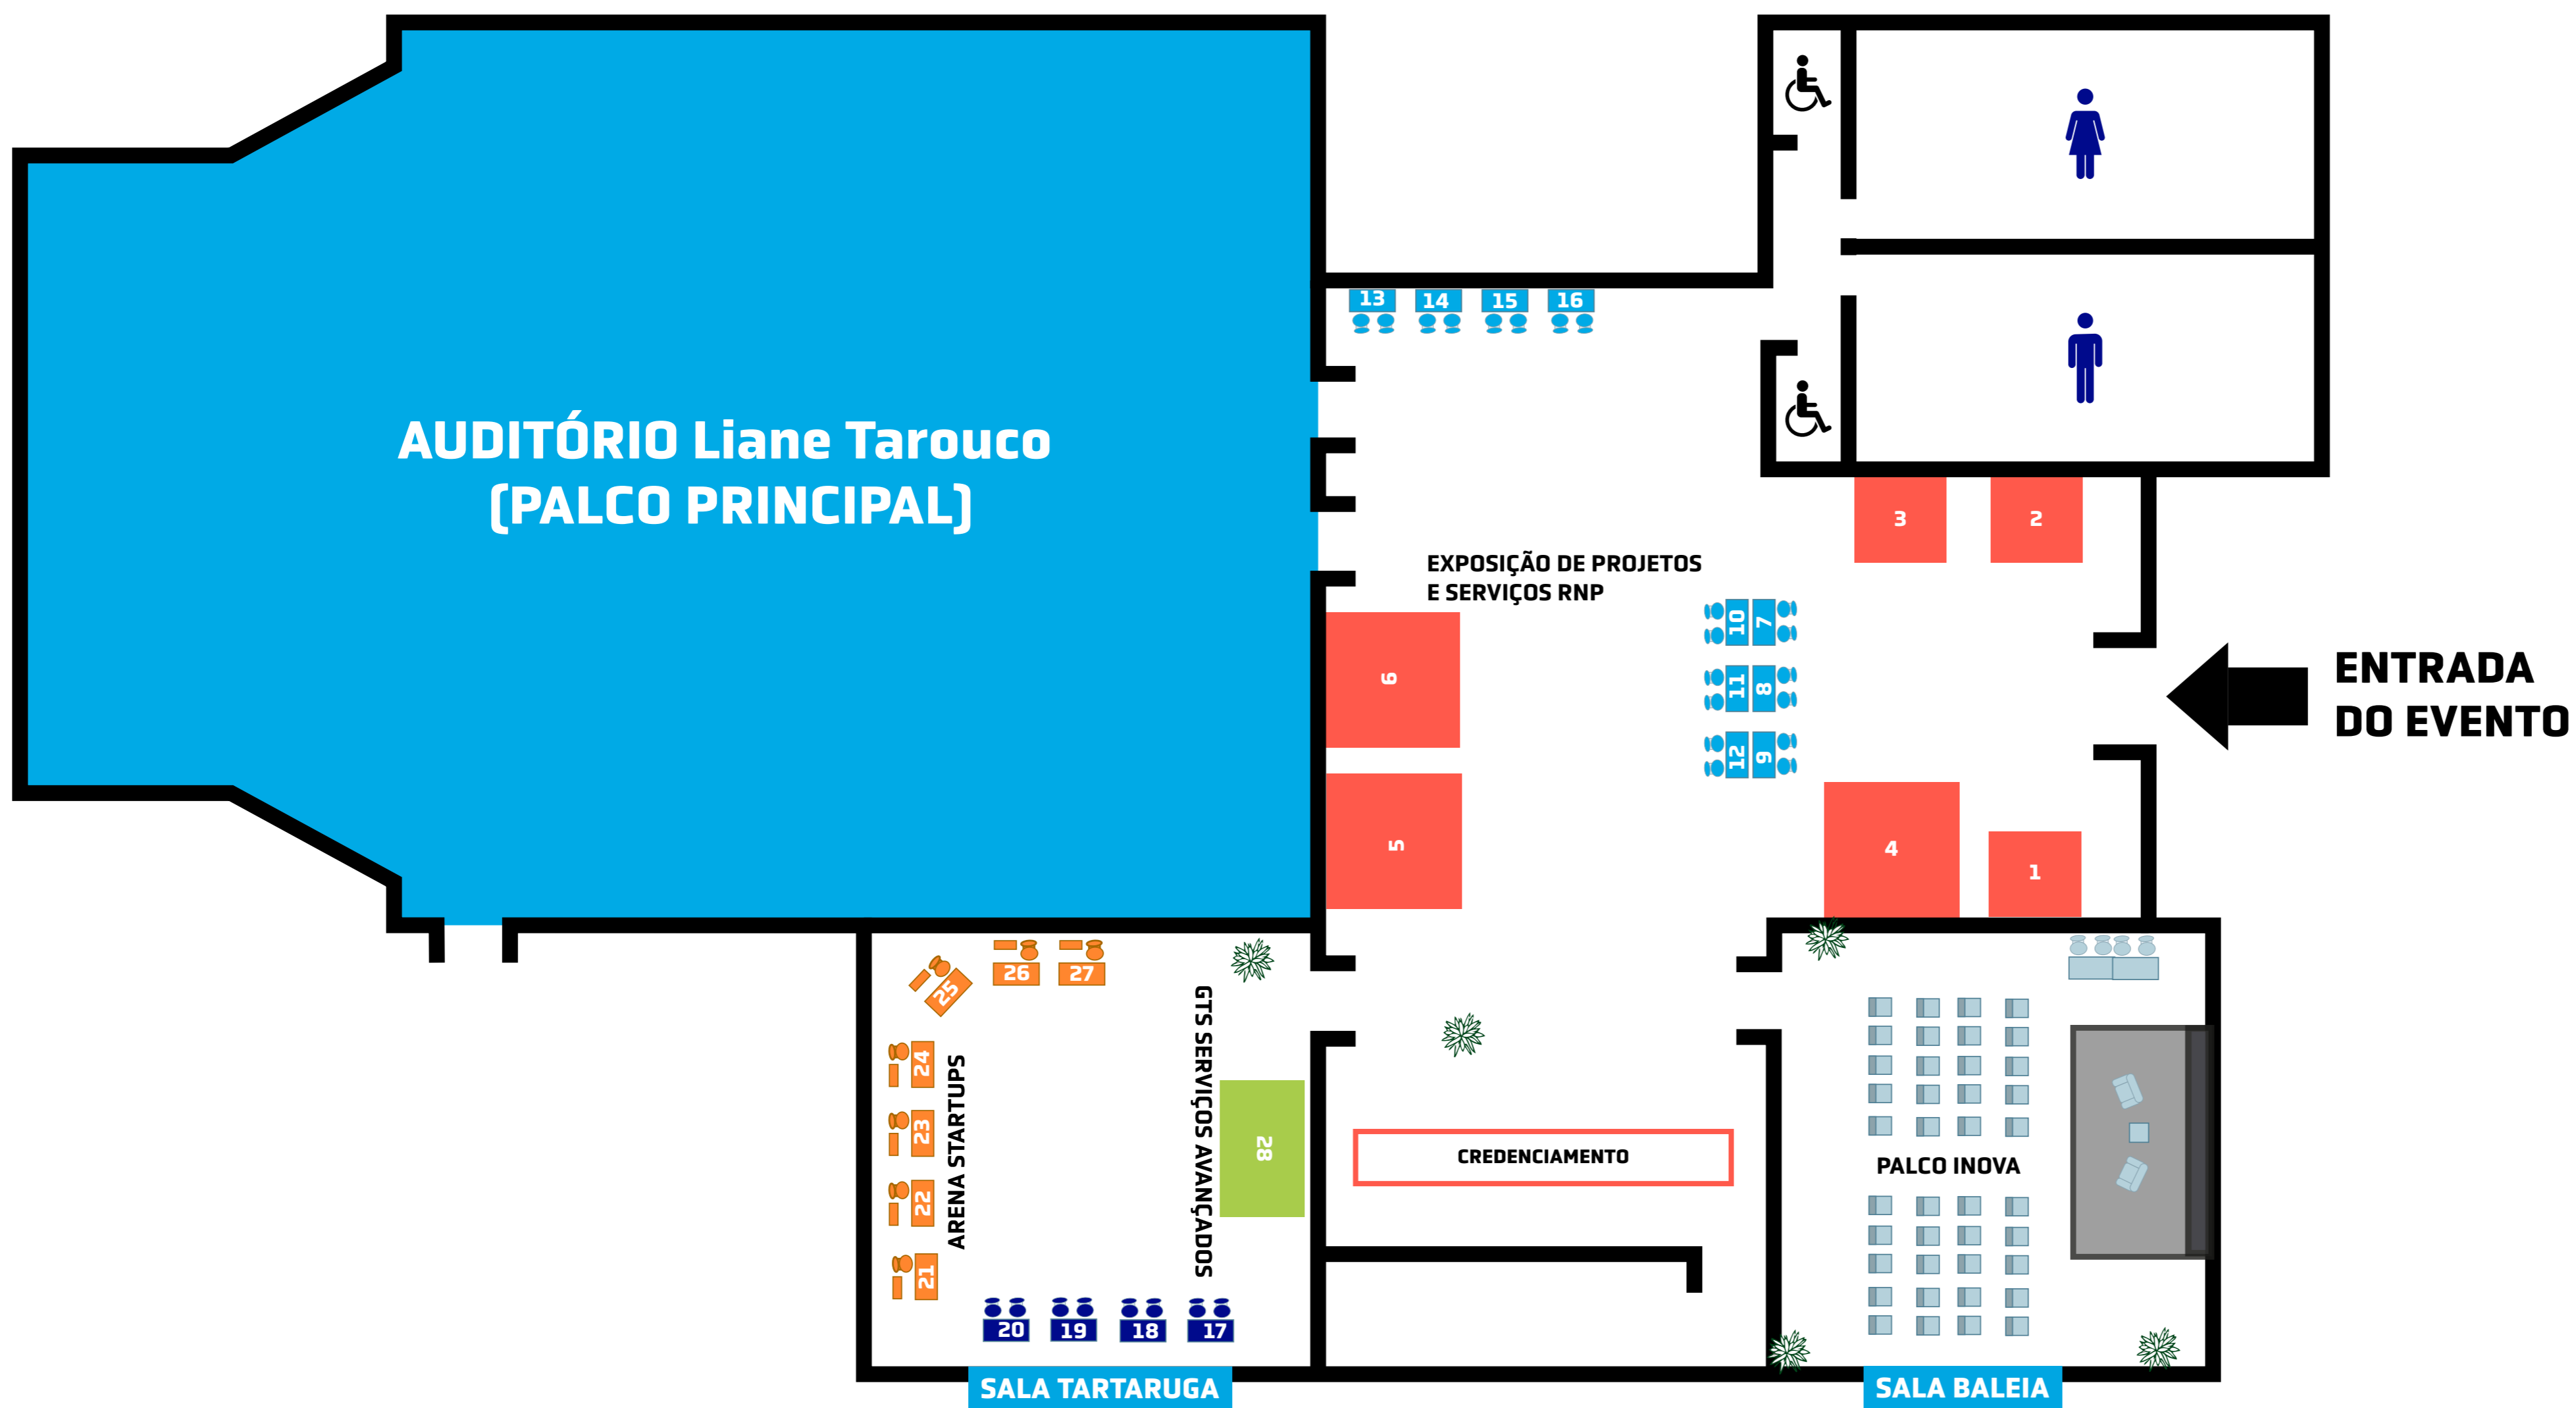 AUDITÓRIO Liane Tarouco
(PALCO PRINCIPAL)
13
14
15
16
3
2
EXPOSIÇÃO DE PROJETOS
E SERVIÇOS RNP
10
7
11
8
12
9
6
5
4
1
ENTRADA
DO EVENTO
26
27
25
24
23
22
21
ARENA STARTUPS
GTS SERVIÇOS AVANÇADOS
28
20
19
18
17
CREDENCIAMENTO
PALCO INOVA
SALA TARTARUGA
SALA BALEIA